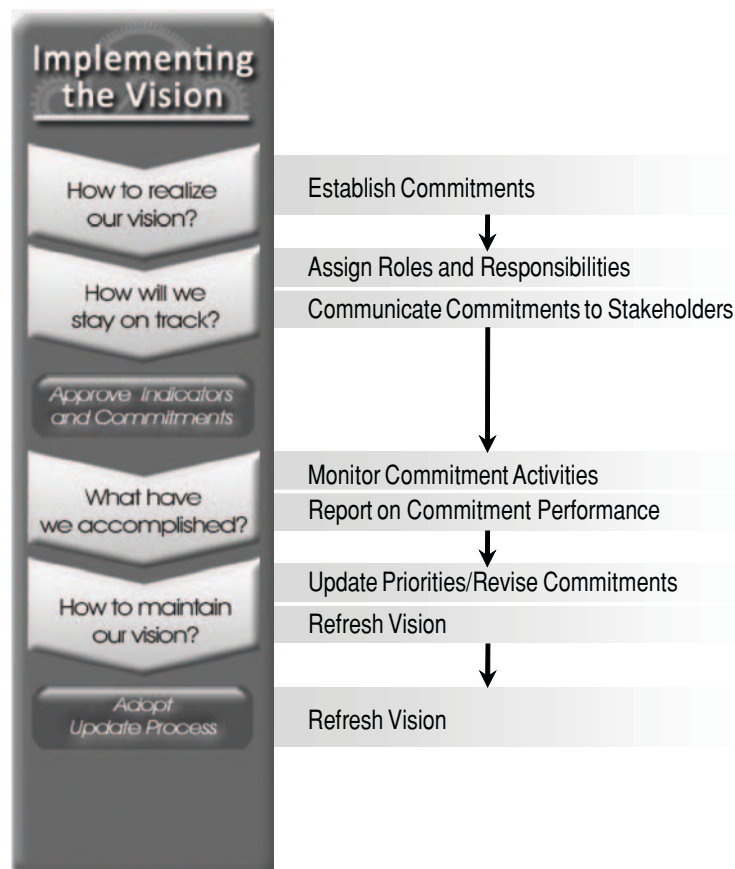 Implementing
the Vision
How to realize
our vision?
Establish Commitments
How will we
stay on track?
Assign Roles and Responsibilities
Communicate Commitments to Stakeholders
Approve Indicators
and Commitments
What have
we accomplished?
Monitor Commitment Activities
Report on Commitment Performance
How to maintain
our vision?
Update Priorities/Revise Commitments
Refresh Vision
Adopt
Update Process
Refresh Vision